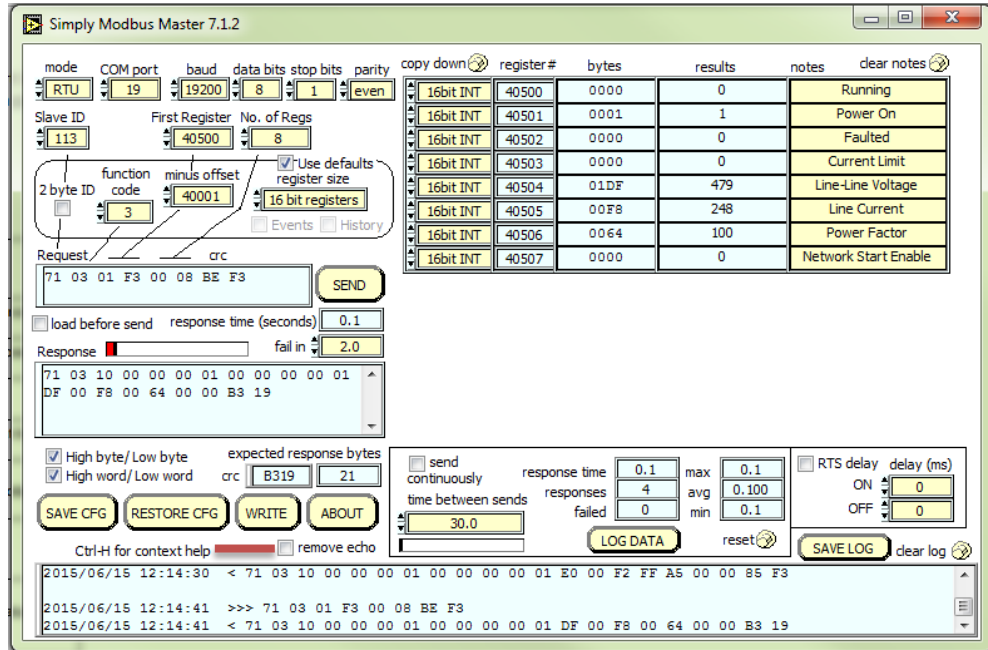 Simply Modbus Master 7.1.2
mode COM port baud data bits stop bits parity
RTU 19 19200 8 1 even
Slave ID First Register No. of Regs
113 40500 8
Use defaults
2 byte ID function code minus offset register size
3 40001 16 bit registers
Events History
Request crc
71 03 01 F3 00 08 BE F3
SEND
load before send response time (seconds) 0.1
Response fail in 2.0
71 03 10 00 00 00 01 00 00 00 00 01
DF 00 F8 00 64 00 00 B3 19
High byte/Low byte expected response bytes
High word/Low word crc B319 21
SAVE CFG RESTORE CFG WRITE ABOUT
Ctrl-H for context help remove echo
copy down register # bytes results notes clear notes
16bit INT 40500 0000 0 Running
16bit INT 40501 0001 1 Power On
16bit INT 40502 0000 0 Faulted
16bit INT 40503 0000 0 Current Limit
16bit INT 40504 01DF 479 Line-Line Voltage
16bit INT 40505 00F8 248 Line Current
16bit INT 40506 0064 100 Power Factor
16bit INT 40507 0000 0 Network Start Enable
send continuously response time 0.1 max 0.1
time between sends responses 4 avg 0.100
30.0 failed 0 min 0.1
LOG DATA reset
RTS delay delay (ms)
ON 0
OFF 0
SAVE LOG clear log
2015/06/15 12:14:30 < 71 03 10 00 00 00 01 00 00 00 00 01 E0 00 F2 FF A5 00 00 85 F3
2015/06/15 12:14:41 >>> 71 03 01 F3 00 08 BE F3
2015/06/15 12:14:41 < 71 03 10 00 00 00 01 00 00 00 00 01 DF 00 F8 00 64 00 00 B3 19